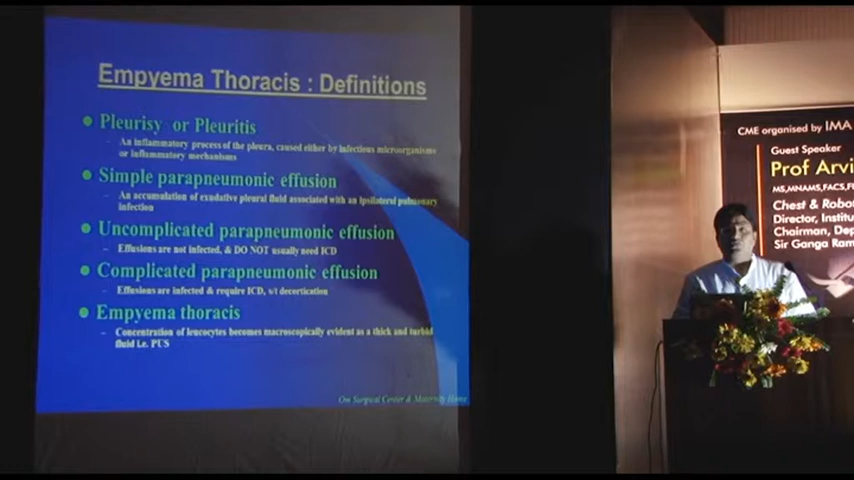 Empyema Thoracis : Definitions
Pleurisy or Pleuritis
– An inflammatory process of the pleura, caused either by infectious microorganisms
or inflammatory mechanisms
Simple parapneumonic effusion
– An accumulation of exudative pleural fluid associated with an ipsilateral pulmonary
infection
Uncomplicated parapneumonic effusion
– Effusions are not infected, & DO NOT usually need ICD
Complicated parapneumonic effusion
– Effusions are infected & require ICD, s/t decortication
Empyema thoracis
– Concentration of leucocytes becomes macroscopically evident as a thick and turbid
fluid i.e. PUS
Om Surgical Center & Maternity Home
CME organised by IMA
Guest Speaker
Prof Arvi
MS,MNAMS,FACS,FI
Chest & Robo
Director, Institu
Chairman, Dep
Sir Ganga Ram